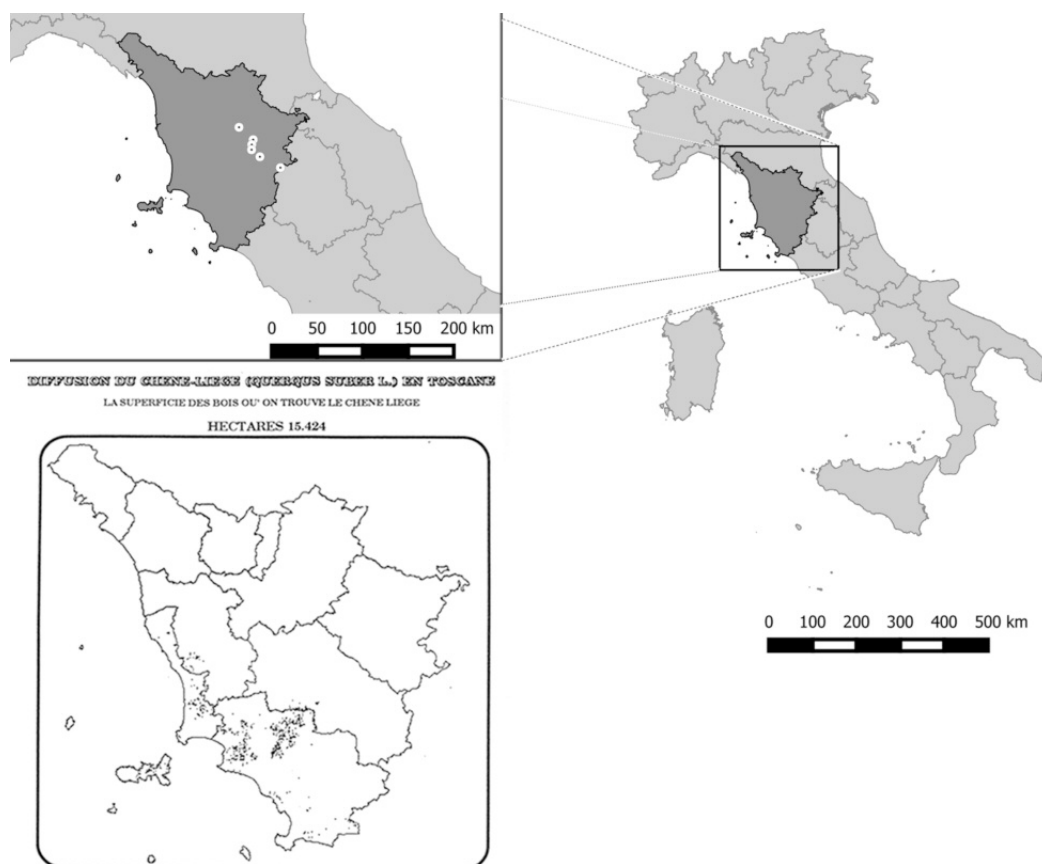 0 50 100 150 200 km
DIFFUSION DU CHENE-LIEGE (QUERQUS SUBER L.) EN TOSCANE
LA SUPERFICIE DES BOIS OU' ON TROUVE LE CHENE LIEGE
HECTARES 15.424
0 100 200 300 400 500 km